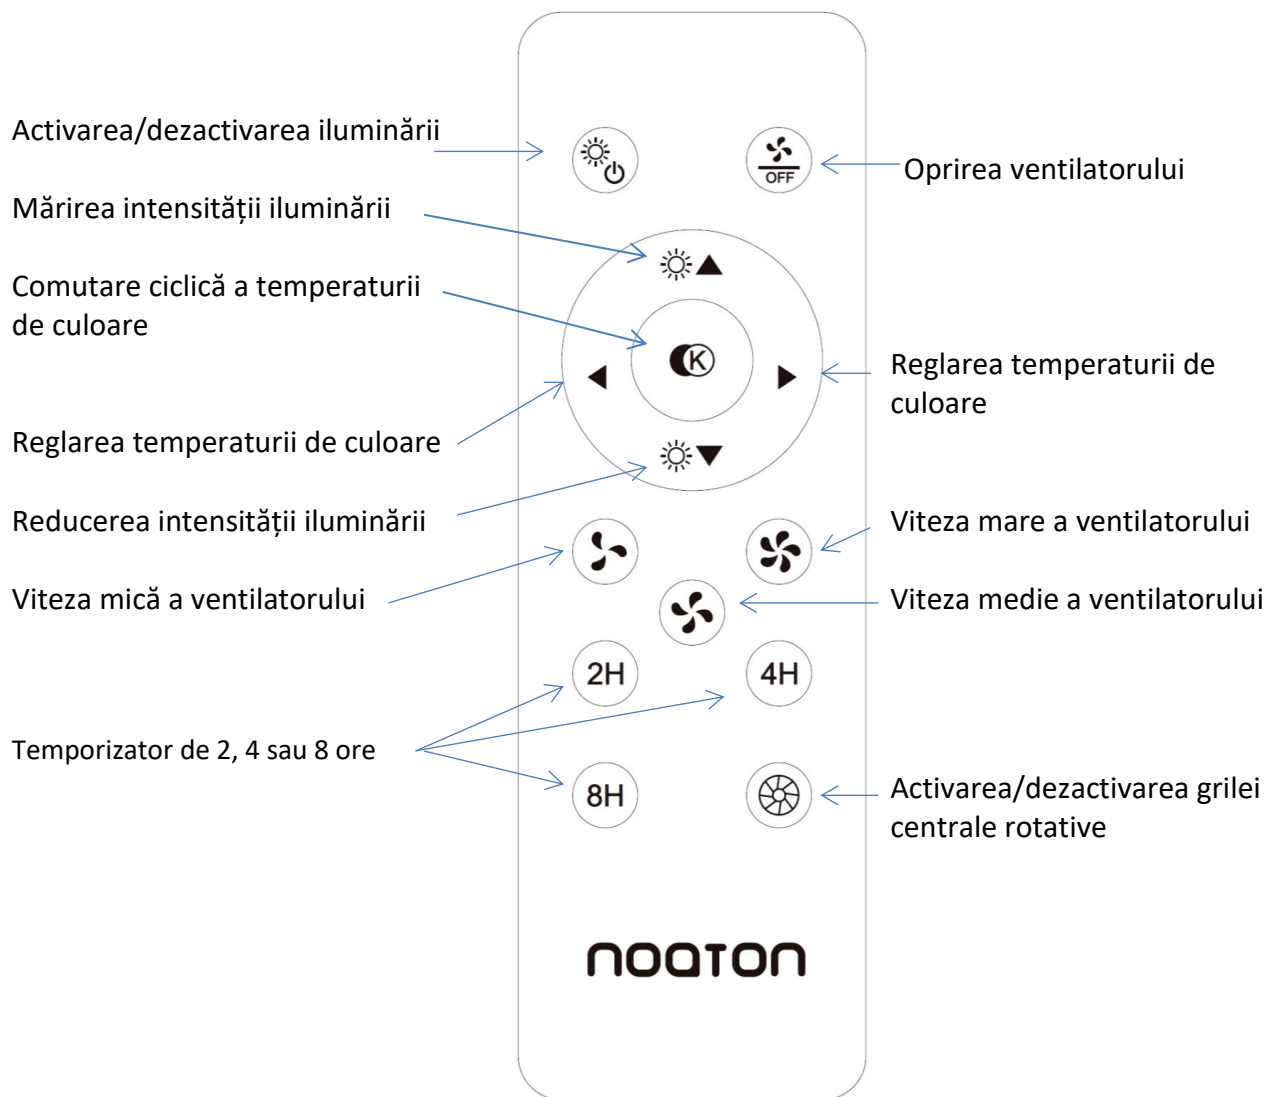 Activarea/dezactivarea iluminării
Oprirea ventilatorului
OFF
Mărirea intensității iluminării
Comutare ciclică a temperaturii
de culoare
K
Reglarea temperaturii de
culoare
Reglarea temperaturii de culoare
Reducerea intensității iluminării
Viteza mare a ventilatorului
Viteza mică a ventilatorului
Viteza medie a ventilatorului
2H
4H
Temporizator de 2, 4 sau 8 ore
8H
Activarea/dezactivarea grilei
centrale rotative
noaton